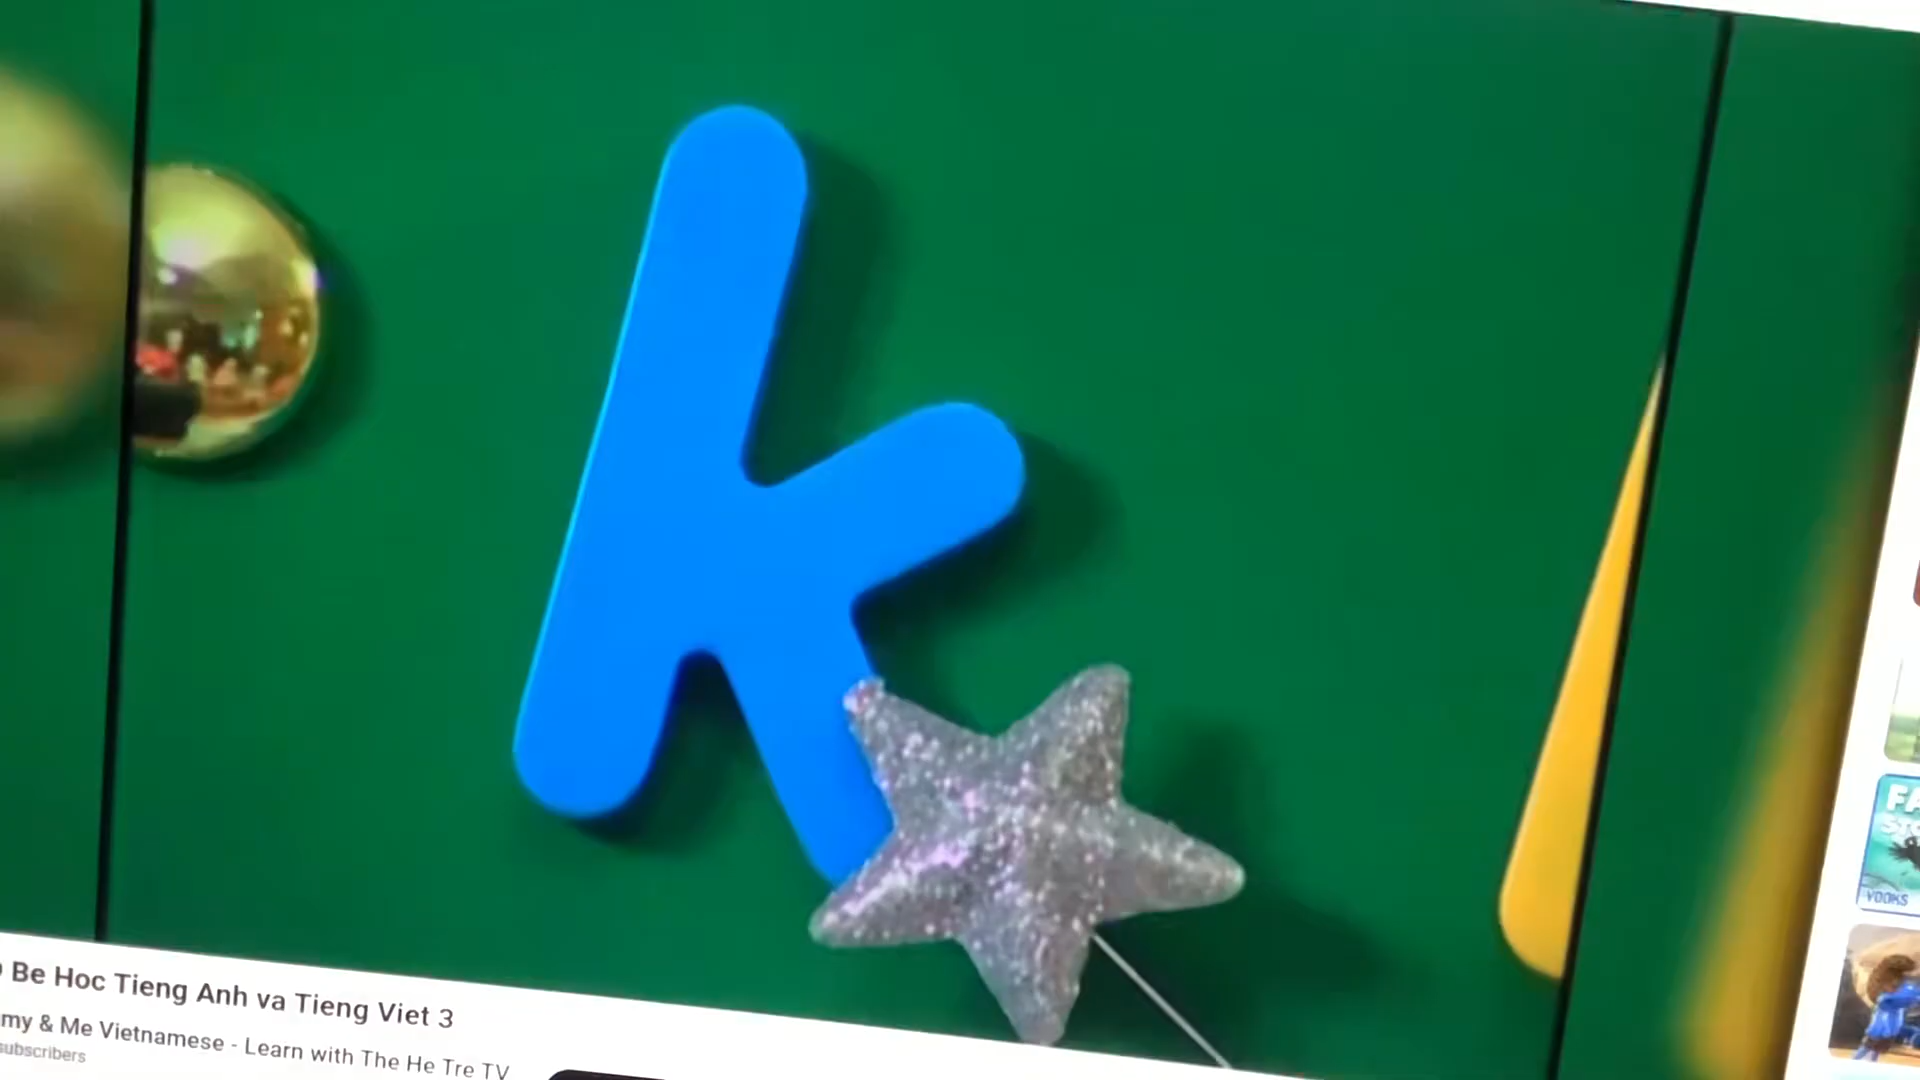 k
Be Hoc Tieng Anh va Tieng Viet 3
my & Me Vietnamese - Learn with The He Tre TV
subscribers
VOOKS